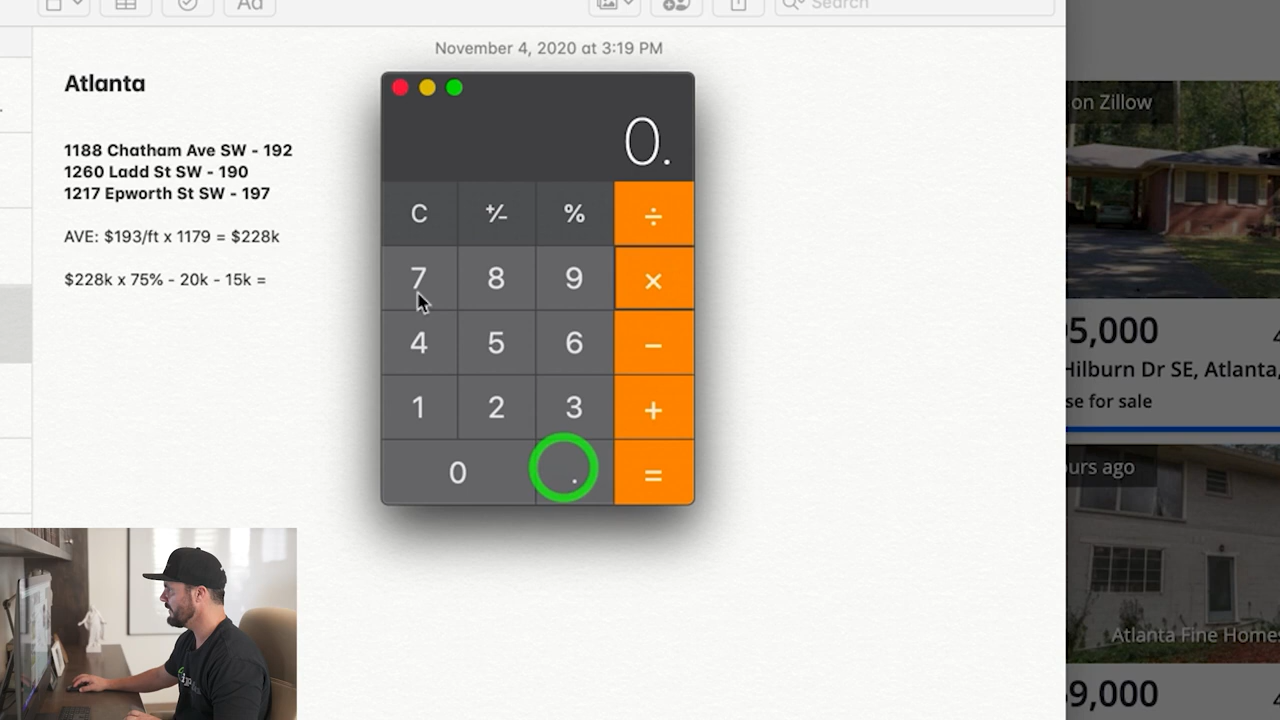 Aa
Search
November 4, 2020 at 3:19 PM
Atlanta
1188 Chatham Ave SW - 192
1260 Ladd St SW - 190
1217 Epworth St SW - 197
AVE: $193/ft x 1179 = $228k
$228k x 75% - 20k - 15k =
0.
C +/- % ÷
7 8 9 ×
4 5 6 −
1 2 3 +
0 . =
on Zillow
5,000
Hilburn Dr SE, Atlanta,
se for sale
ours ago
Atlanta Fine Homes
9,000